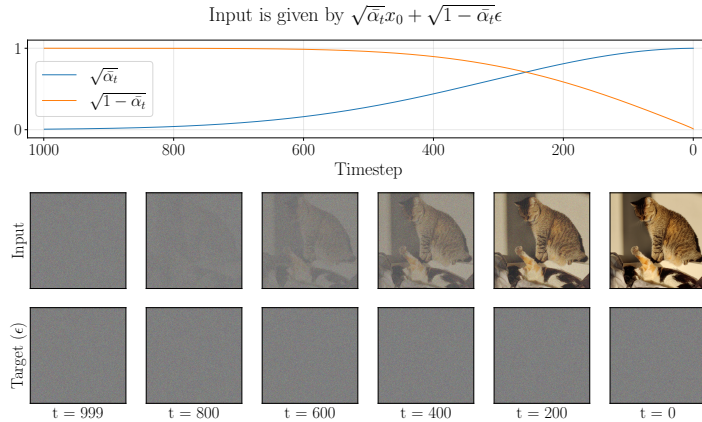 Input is given by √ᾱₜx₀ + √1 − ᾱₜϵ
1
0
√ᾱₜ
√1 − ᾱₜ
1000 800 600 400 200 0
Timestep
Input
Target (ϵ)
t = 999 t = 800 t = 600 t = 400 t = 200 t = 0